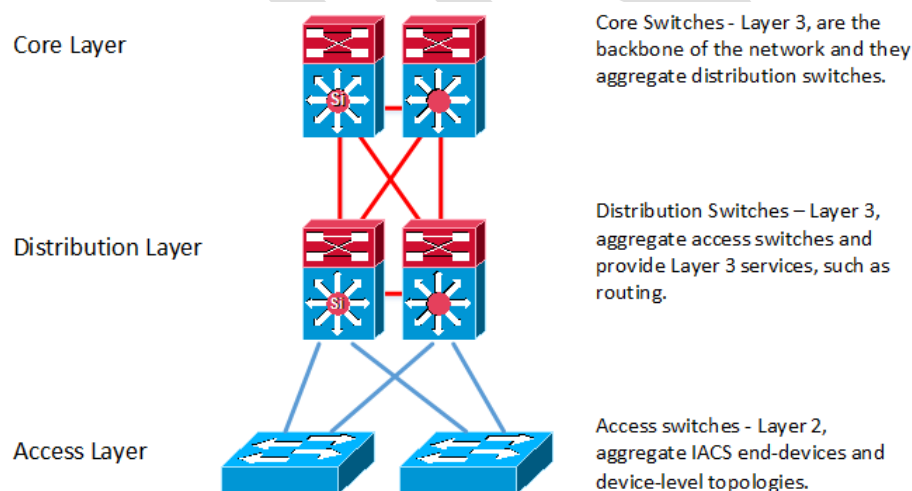 Core Layer
Core Switches - Layer 3, are the
backbone of the network and they
aggregate distribution switches.
Si
Distribution Layer
Distribution Switches – Layer 3,
aggregate access switches and
provide Layer 3 services, such as
routing.
Si
Access Layer
Access switches - Layer 2,
aggregate IACS end-devices and
device-level topologies.